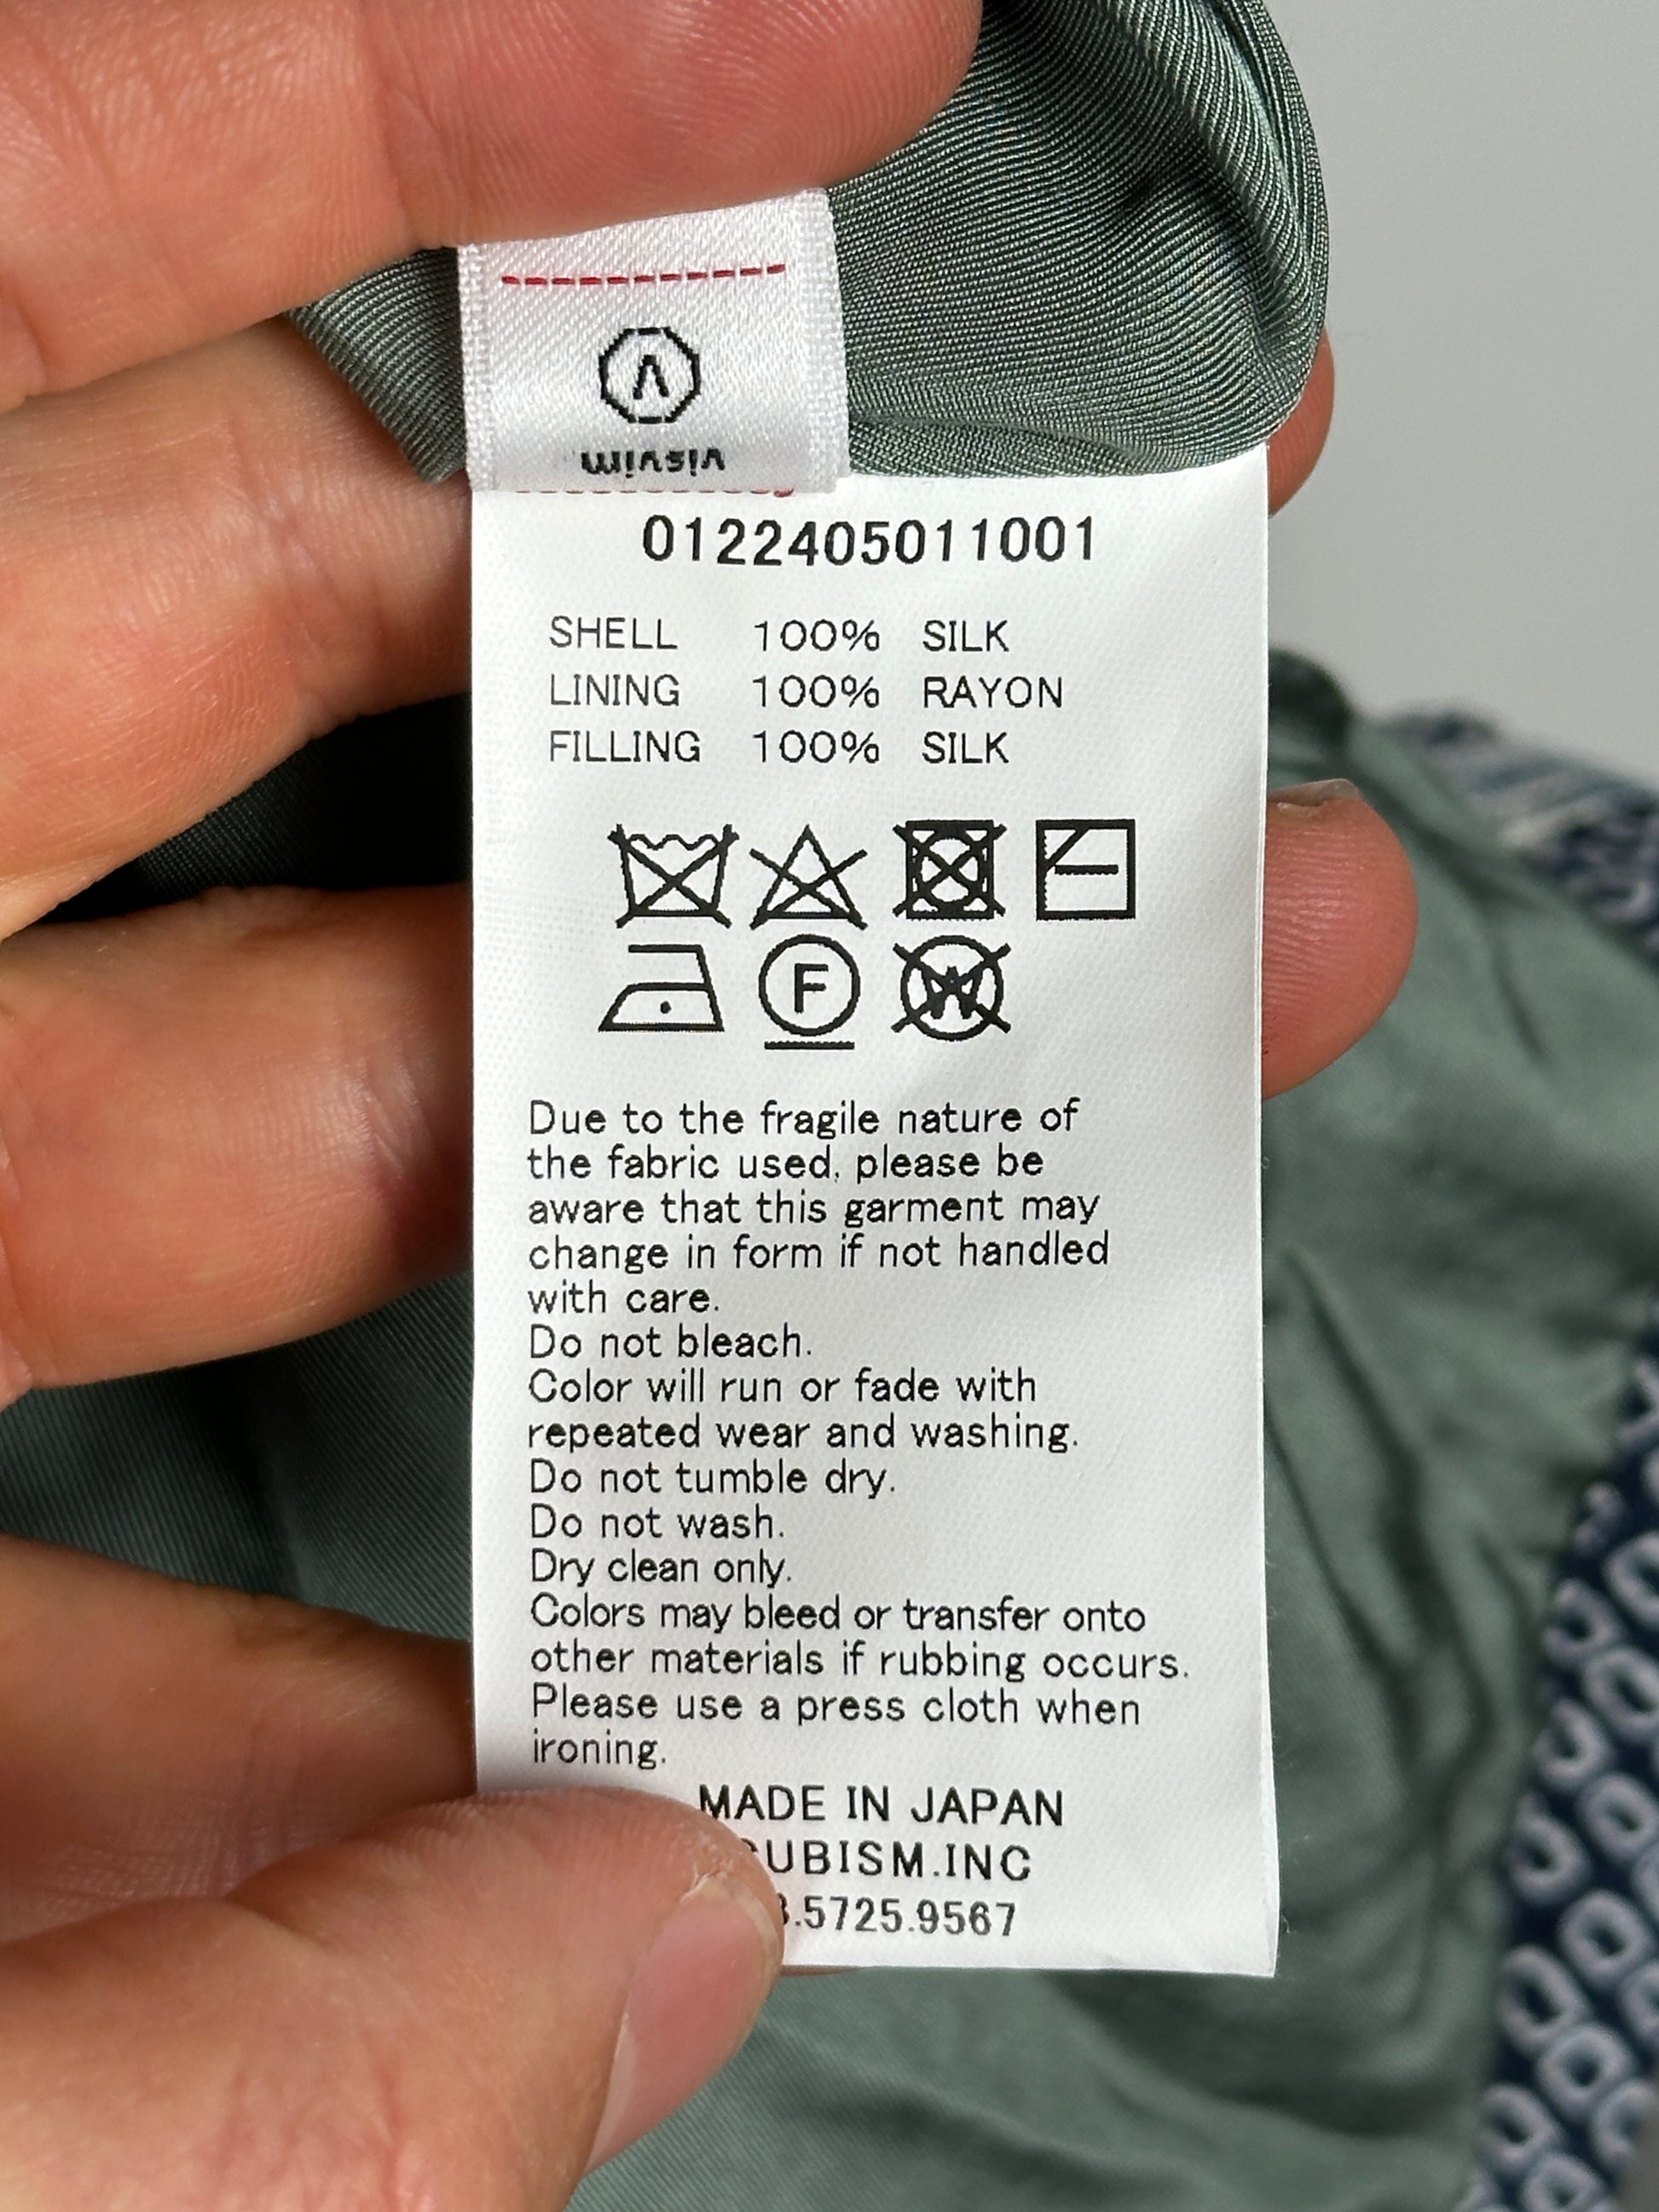 V
visvim
0122405011001
SHELL 100% SILK
LINING 100% RAYON
FILLING 100% SILK
F W
Due to the fragile nature of
the fabric used, please be
aware that this garment may
change in form if not handled
with care.
Do not bleach.
Color will run or fade with
repeated wear and washing.
Do not tumble dry.
Do not wash.
Dry clean only.
Colors may bleed or transfer onto
other materials if rubbing occurs.
Please use a press cloth when
ironing.
MADE IN JAPAN
.5725.9567